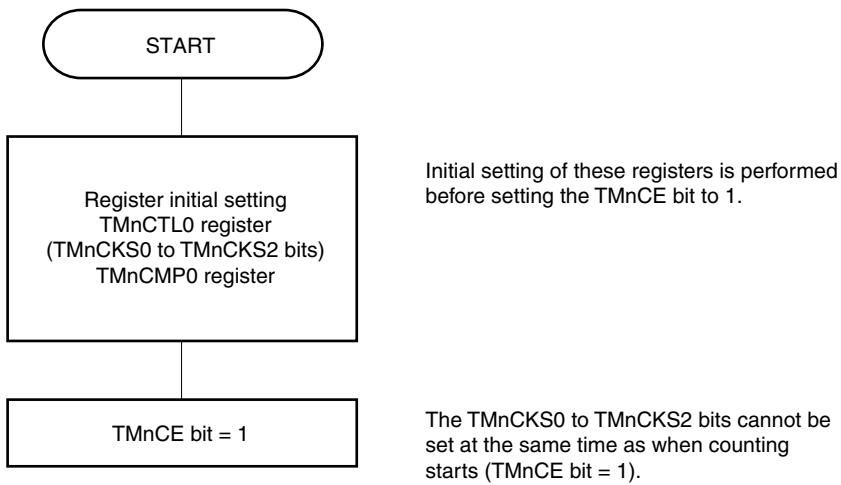 START
Register initial setting
TMnCTL0 register
(TMnCKS0 to TMnCKS2 bits)
TMnCMP0 register
Initial setting of these registers is performed
before setting the TMnCE bit to 1.
TMnCE bit = 1
The TMnCKS0 to TMnCKS2 bits cannot be
set at the same time as when counting
starts (TMnCE bit = 1).